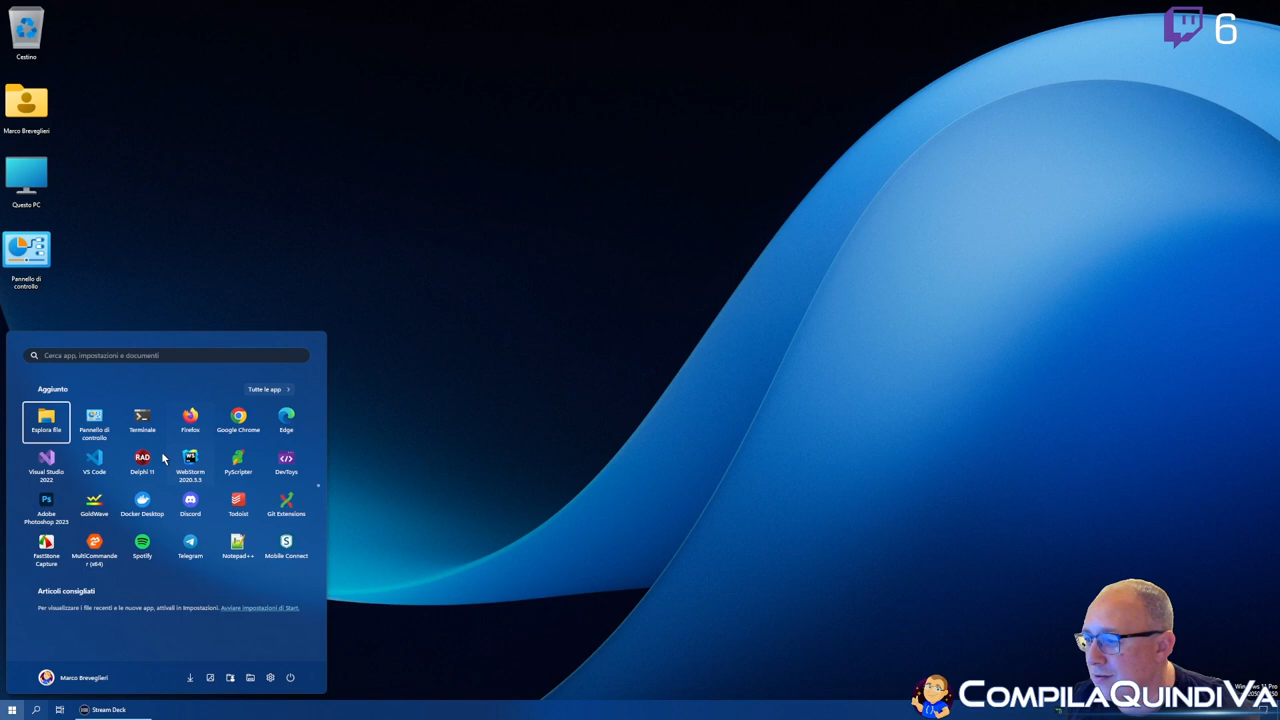 6
Cestino
Marco Breveglieri
Questo PC
Pannello di
controllo
Cerca app, impostazioni e documenti
Aggiunto
Tutte le app
Esplora file
Pannello di
controllo
Terminale
Firefox
Google Chrome
Edge
Visual Studio
2022
VS Code
RAD
Delphi 11
WS
WebStorm
2020.3.3
PyScripter
DevToys
Ps
Adobe
Photoshop 2023
GoldWave
Docker Desktop
Discord
Todoist
Git Extensions
FastStone
Capture
MultiCommande
r (x64)
Spotify
Telegram
Notepad++
Mobile Connect
Articoli consigliati
Per visualizzare i file recenti e le nuove app, attivali in Impostazioni. Avviare Impostazioni di Start.
Marco Breveglieri
Stream Deck
COMPILAQUINDIVA